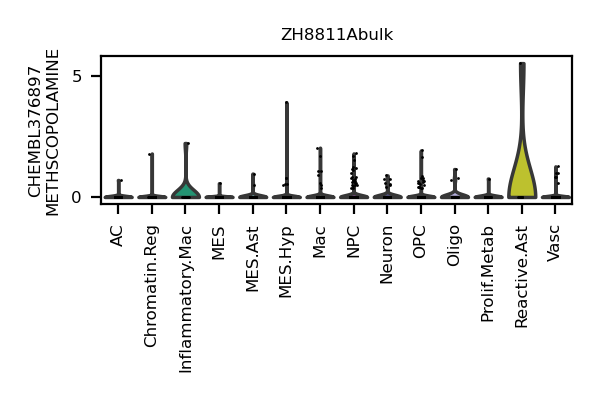 ZH8811Abulk
CHEMBL376897
METHSCOPOLAMINE
5
0
AC
Chromatin.Reg
Inflammatory.Mac
MES
MES.Ast
MES.Hyp
Mac
NPC
Neuron
OPC
Oligo
Prolif.Metab
Reactive.Ast
Vasc